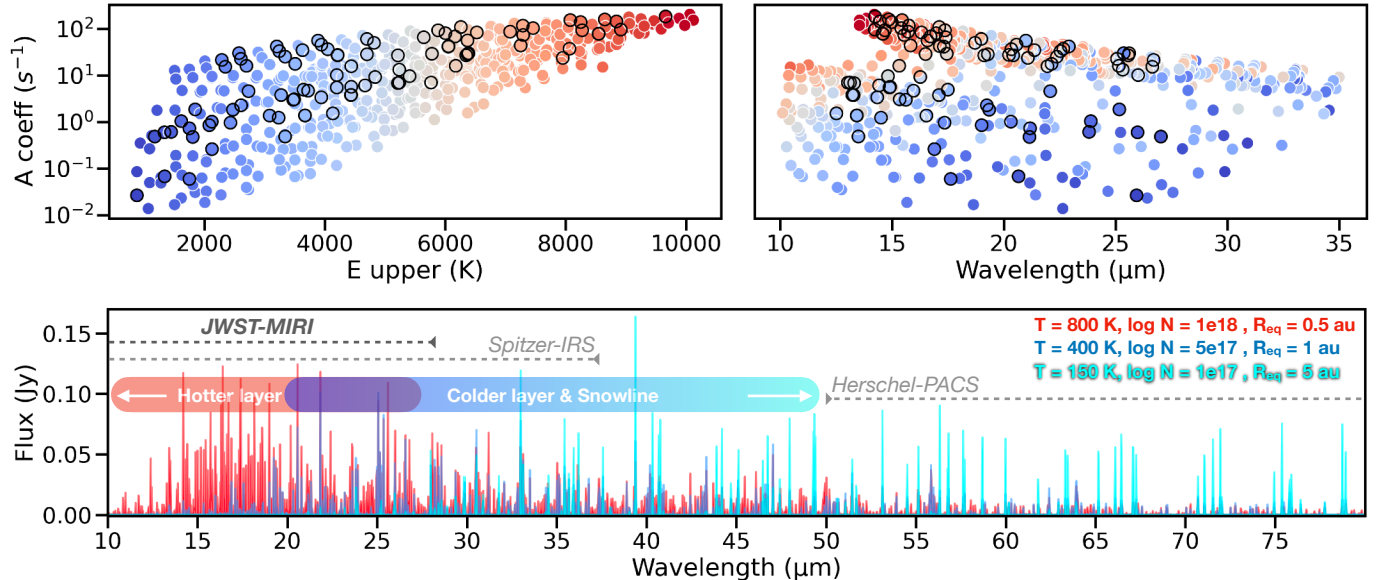 A coeff (s⁻¹)
10²
10¹
10⁰
10⁻¹
10⁻²
2000 4000 6000 8000 10000
E upper (K)
10 15 20 25 30 35
Wavelength (μm)
Flux (Jy)
0.15
0.10
0.05
0.00
JWST-MIRI
Spitzer-IRS
Herschel-PACS
Hotter layer
Colder layer & Snowline
T = 800 K, log N = 1e18 , R_eq = 0.5 au
T = 400 K, log N = 5e17 , R_eq = 1 au
T = 150 K, log N = 1e17 , R_eq = 5 au
10 15 20 25 30 35 40 45 50 55 60 65 70 75
Wavelength (μm)